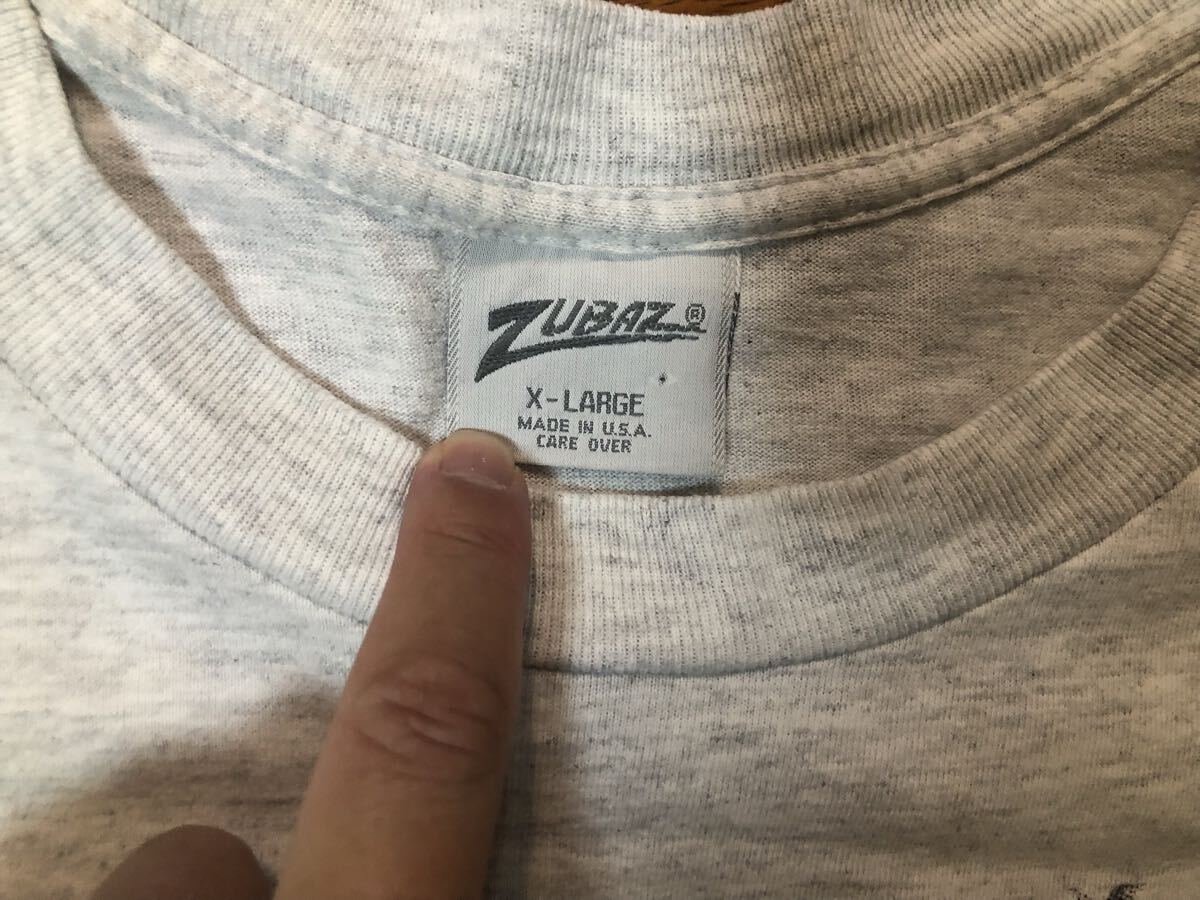 ZUBAZ®
X-LARGE
MADE IN U.S.A.
CARE OVER